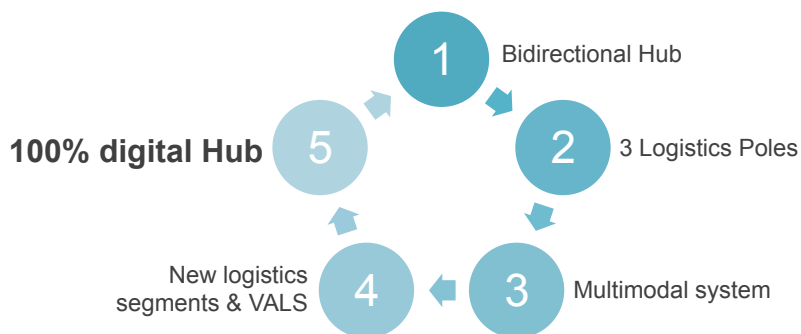 1
Bidirectional Hub
2
3 Logistics Poles
3
Multimodal system
4
New logistics
segments & VALS
5
100% digital Hub